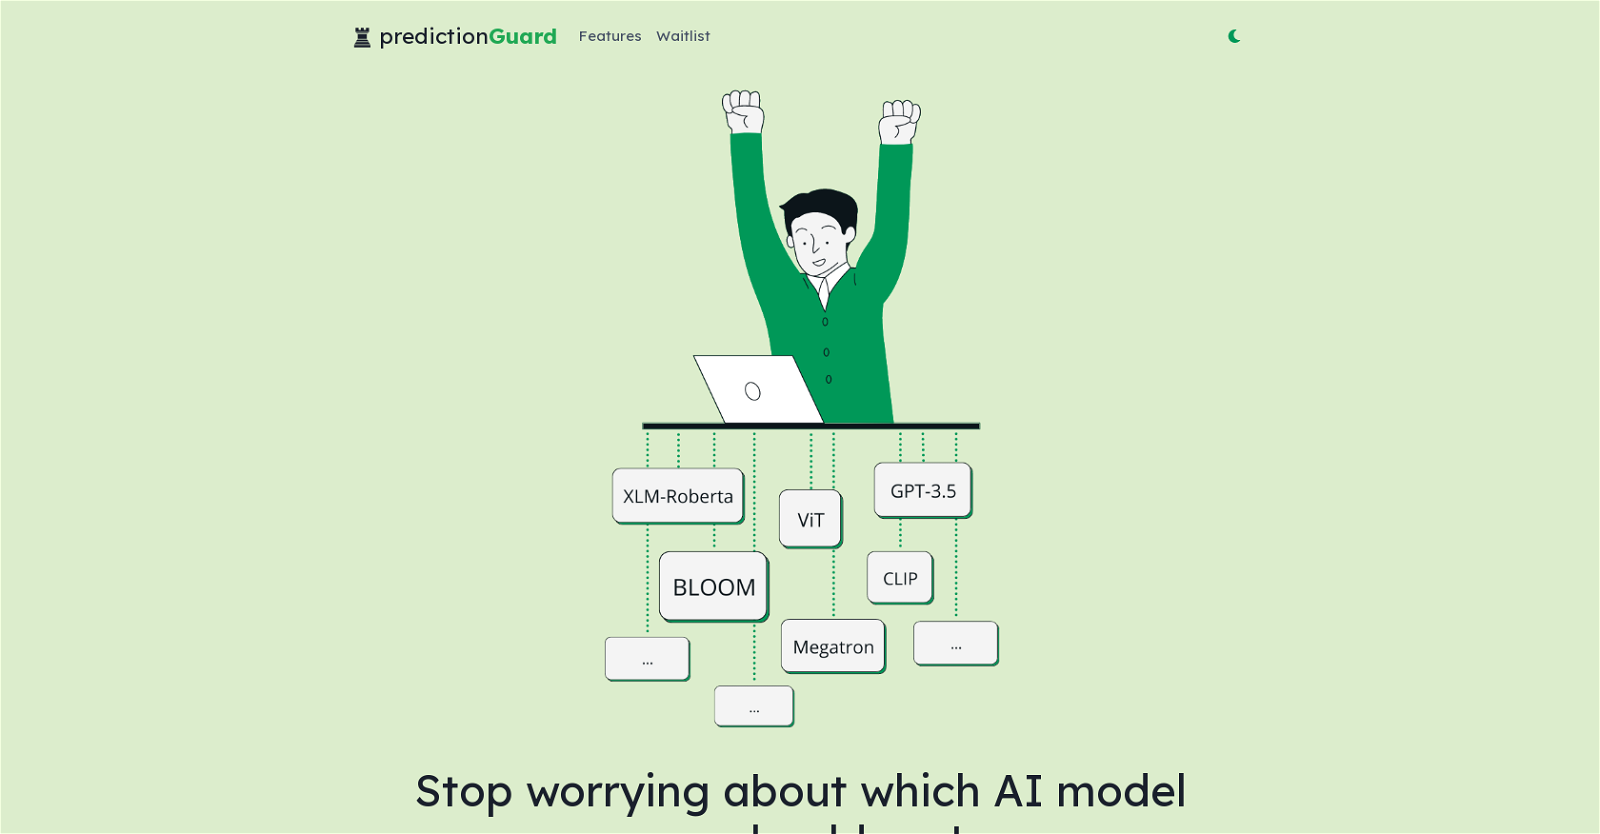 predictionGuard Features Waitlist
XLM-Roberta
ViT
GPT-3.5
BLOOM
CLIP
Megatron
...
...
...
Stop worrying about which AI model